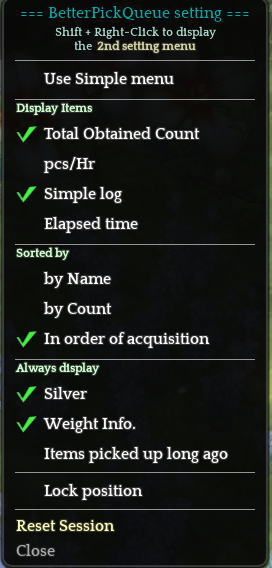 === BetterPickQueue setting ===
Shift + Right-Click to display
the 2nd setting menu
Use Simple menu
Display Items
Total Obtained Count
pcs/Hr
Simple log
Elapsed time
Sorted by
by Name
by Count
In order of acquisition
Always display
Silver
Weight Info.
Items picked up long ago
Lock position
Reset Session
Close